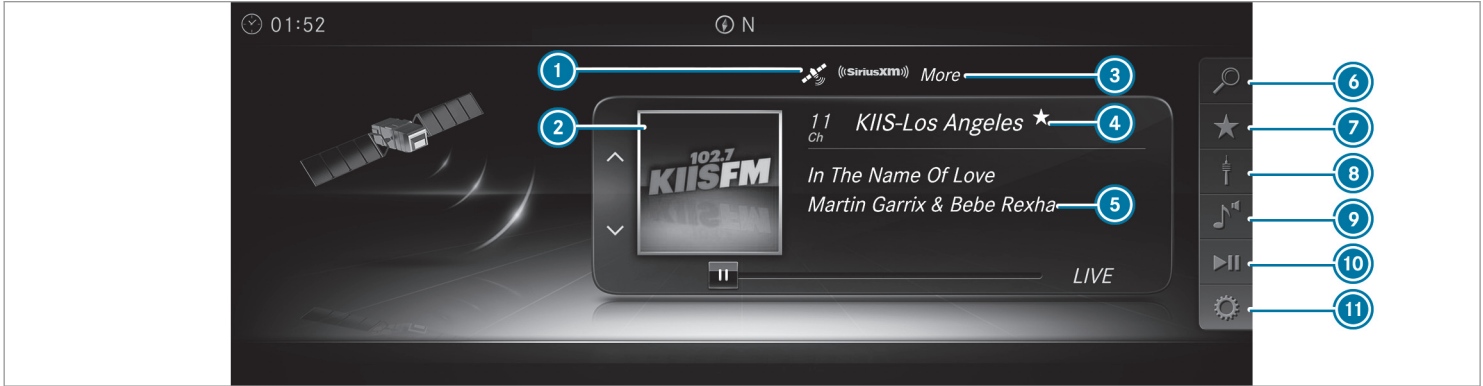 01:52
N
1
((SiriusXM))
More
3
6
2
11
Ch
KIIS-Los Angeles
4
7
102.7
KIISFM
In The Name Of Love
8
Martin Garrix & Bebe Rexha
5
9
10
LIVE
11